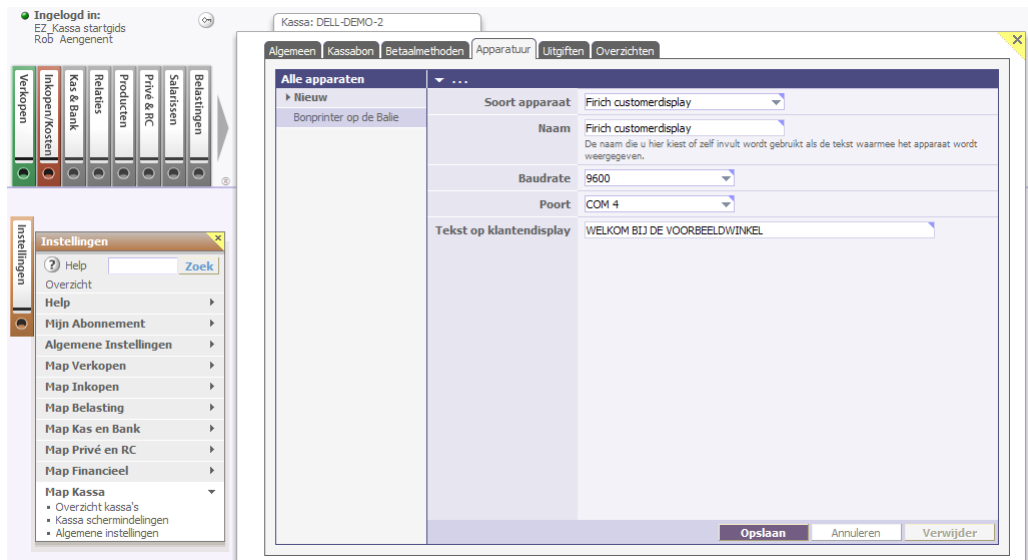 Ingelogd in:
EZ_Kassa startgids
Rob Aengenent
Verkopen
Inkopen/Kosten
Kas & Bank
Relaties
Producten
Privé & RC
Salarissen
Belastingen
®
Instellingen
Instellingen
? Help
Zoek
Overzicht
Help
Mijn Abonnement
Algemene Instellingen
Map Verkopen
Map Inkopen
Map Belasting
Map Kas en Bank
Map Privé en RC
Map Financieel
Map Kassa
Overzicht kassa's
Kassa schermindelingen
Algemene instellingen
Kassa: DELL-DEMO-2
Algemeen Kassabon Betaalmethoden Apparatuur Uitgiften Overzichten
Alle apparaten
Nieuw
Bonprinter op de Balie
...
Soort apparaat Firich customerdisplay
Naam Firich customerdisplay
De naam die u hier kiest of zelf invult wordt gebruikt als de tekst waarmee het apparaat wordt
weergegeven.
Baudrate 9600
Poort COM 4
Tekst op klantendisplay WELKOM BIJ DE VOORBEELDWINKEL
Opslaan Annuleren Verwijder